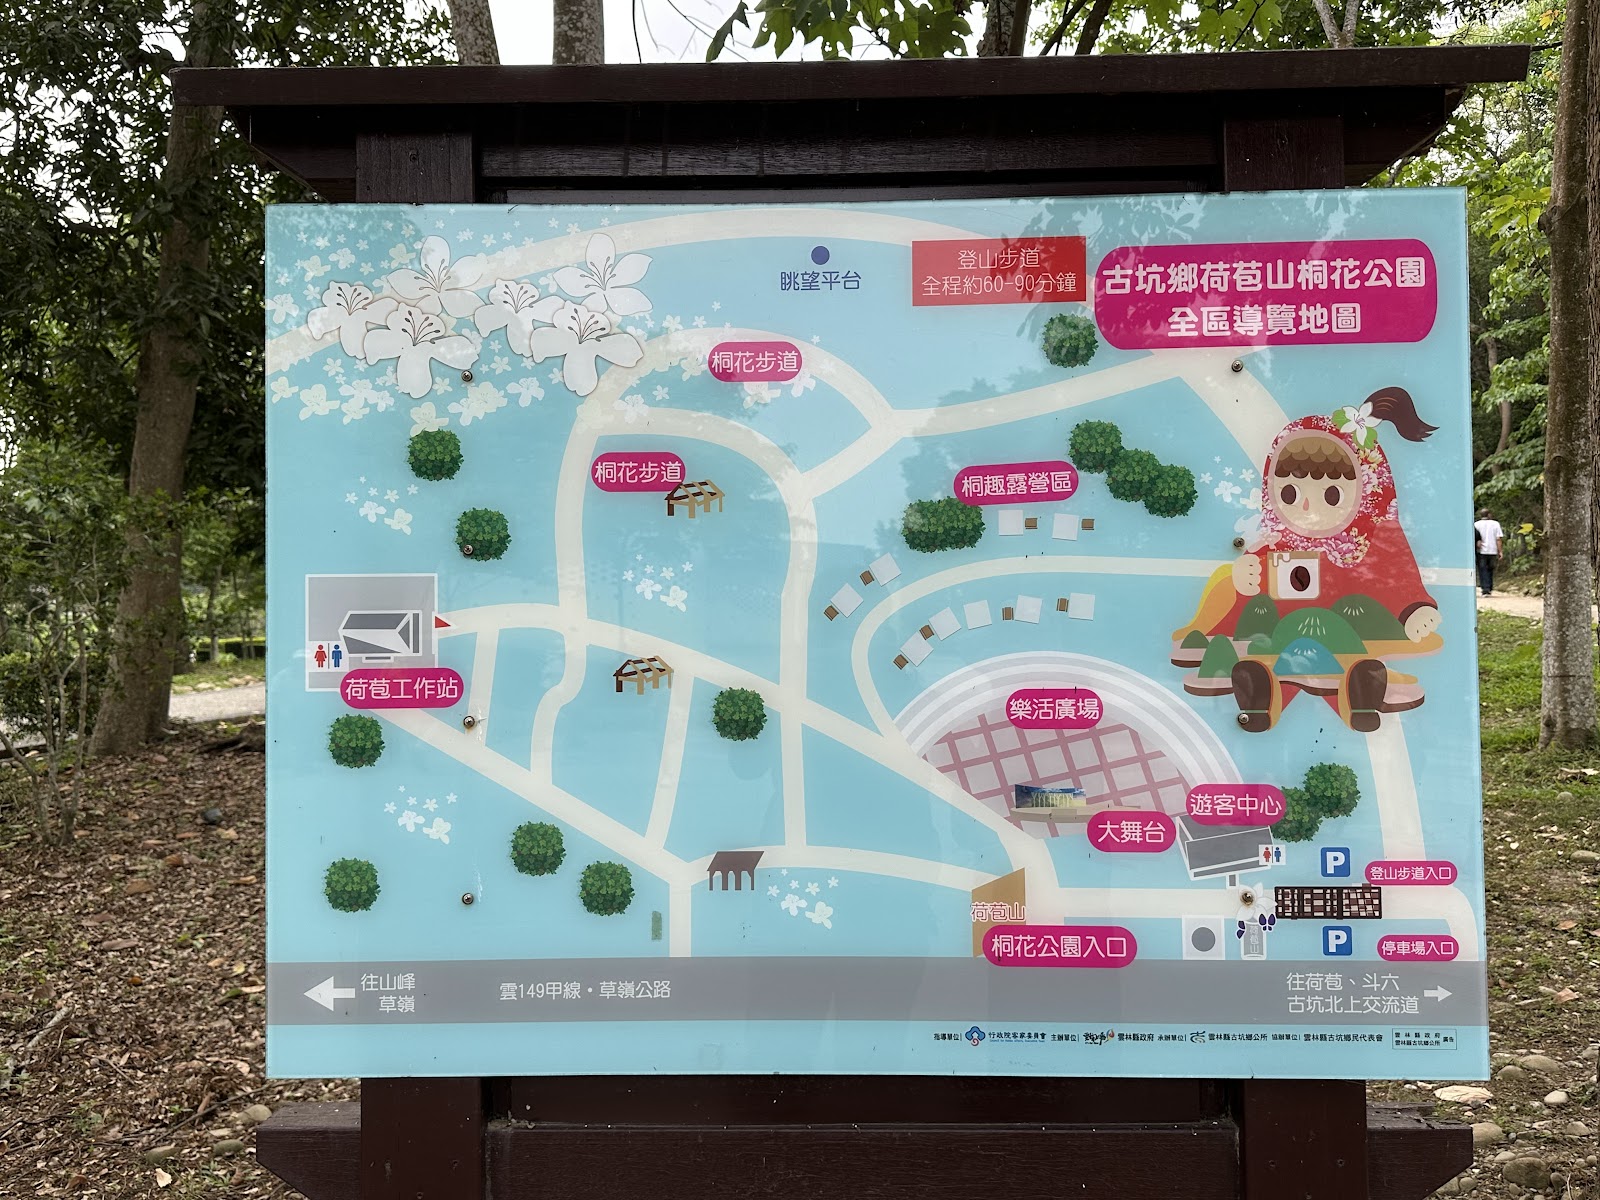 眺望平台
登山步道
全程約60-90分鐘
古坑鄉荷苞山桐花公園
全區導覽地圖
桐花步道
桐花步道
桐趣露營區
荷苞工作站
樂活廣場
遊客中心
大舞台
P
登山步道入口
荷苞山
桐花公園入口
荷苞山
P
停車場入口
往山峰
草嶺
雲149甲線・草嶺公路
往荷苞、斗六
古坑北上交流道
指導單位| 行政院客家委員會 主辦單位| 雲林縣政府 承辦單位| 雲林縣古坑鄉公所 協辦單位| 雲林縣古坑鄉民代表會
雲林縣政府
雲林縣古坑鄉公所 廣告